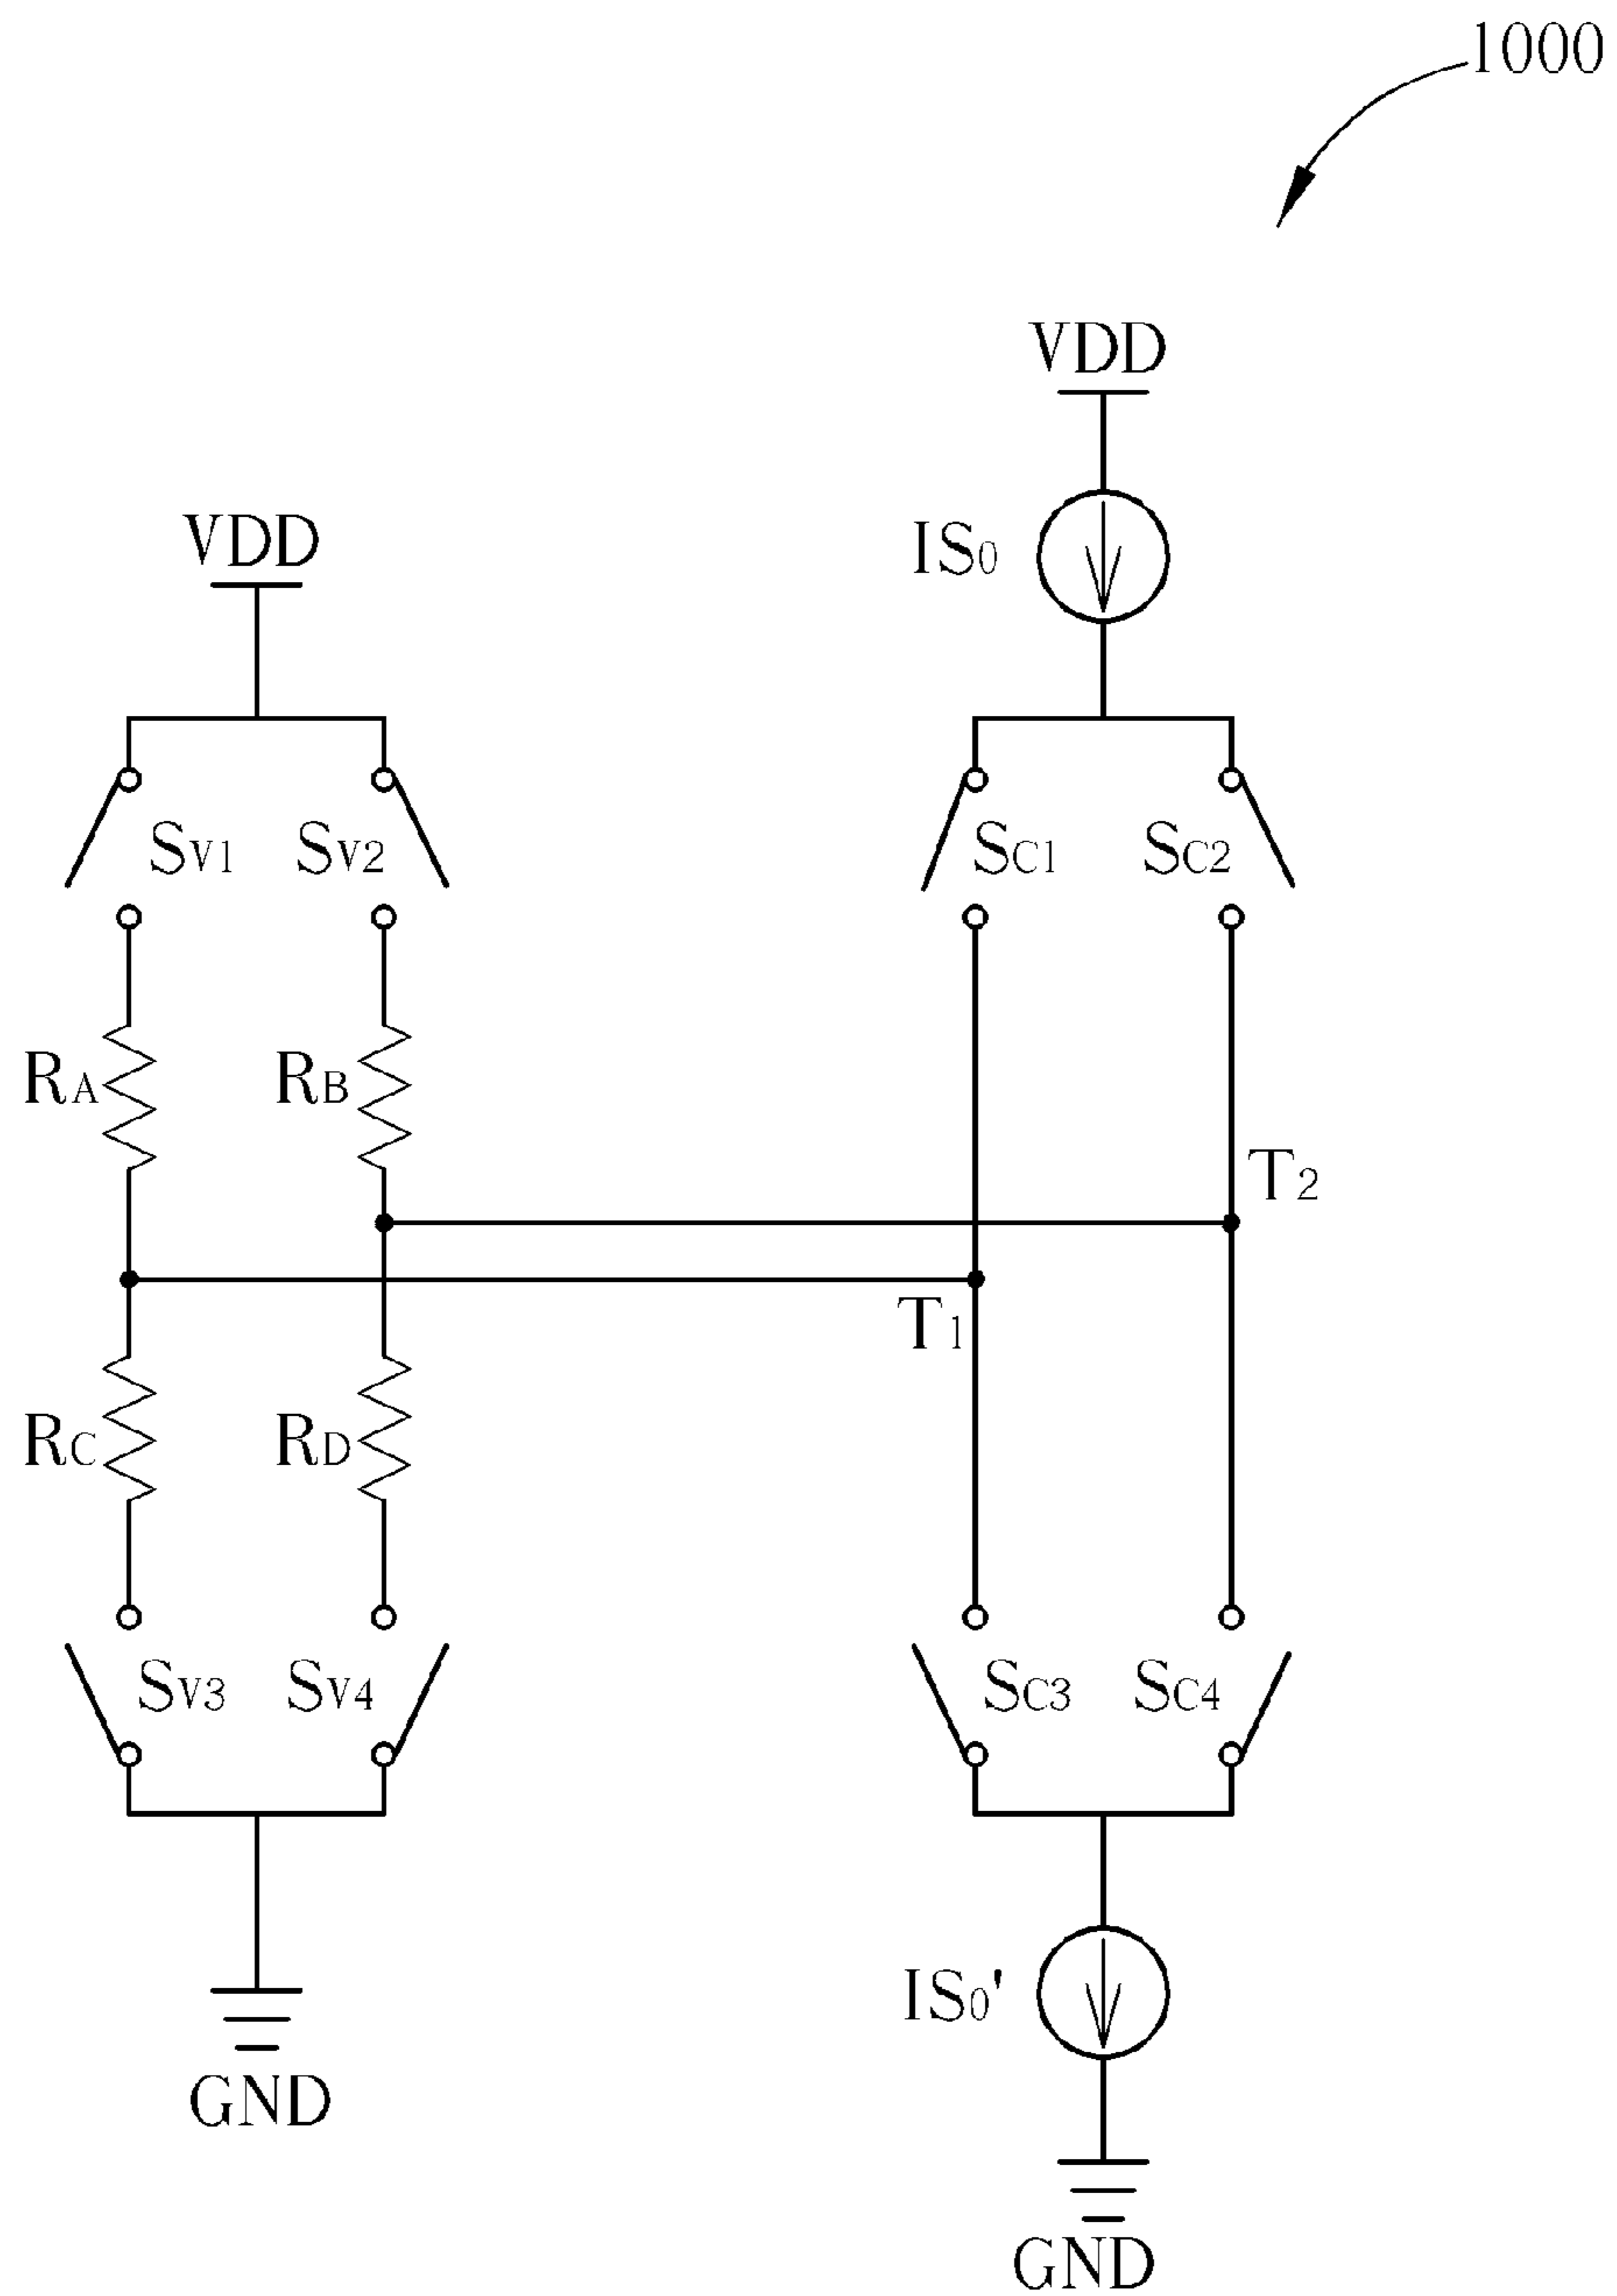 1000
VDD
VDD
IS0
SV1 SV2 SC1 SC2
RA RB
T2
T1
RC RD
SV3 SV4 SC3 SC4
IS0'
GND
GND